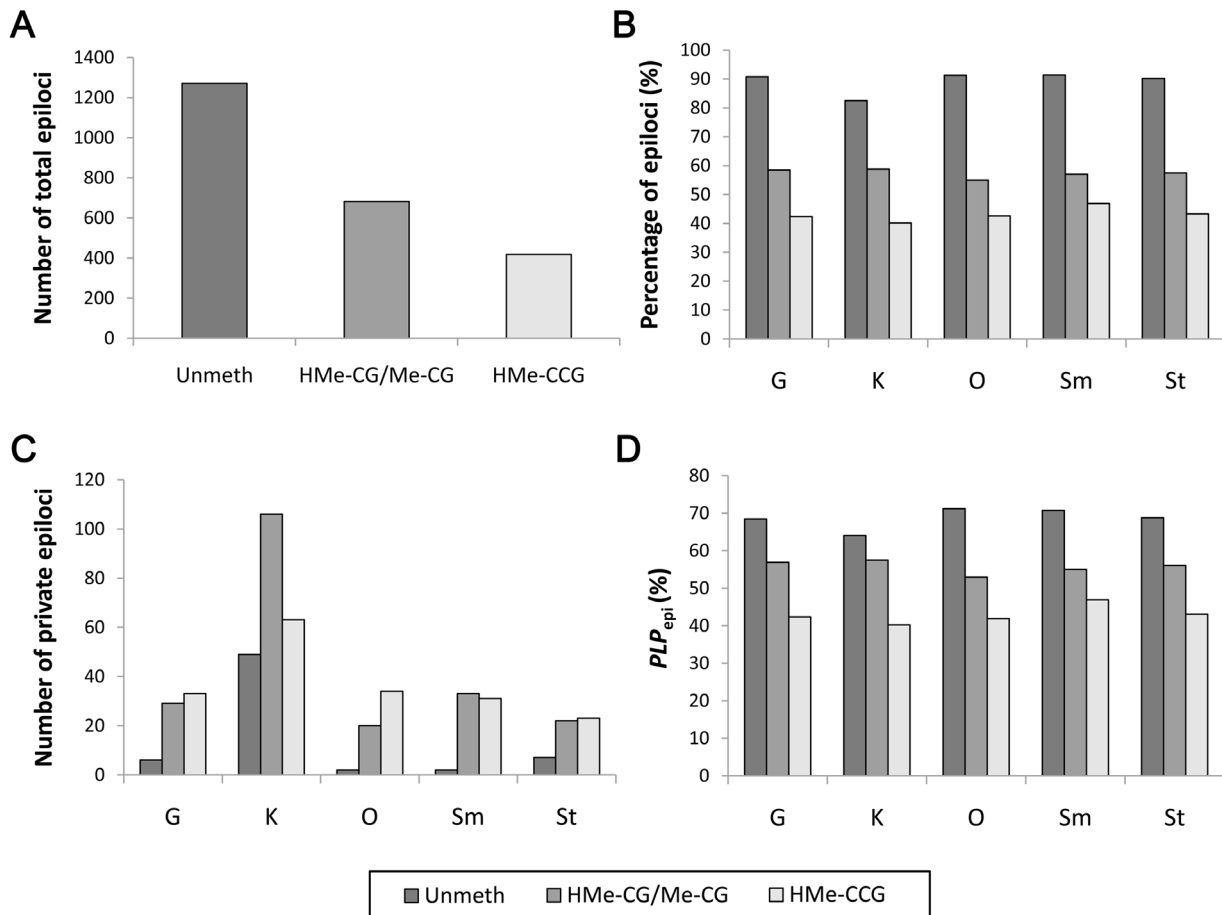 A
Number of total epiloci
1400
1200
1000
800
600
400
200
0
Unmeth HMe-CG/Me-CG HMe-CCG
B
Percentage of epiloci (%)
100
90
80
70
60
50
40
30
20
10
0
G K O Sm St
C
Number of private epiloci
120
100
80
60
40
20
0
G K O Sm St
D
PLPepi (%)
80
70
60
50
40
30
20
10
0
G K O Sm St
Unmeth HMe-CG/Me-CG HMe-CCG